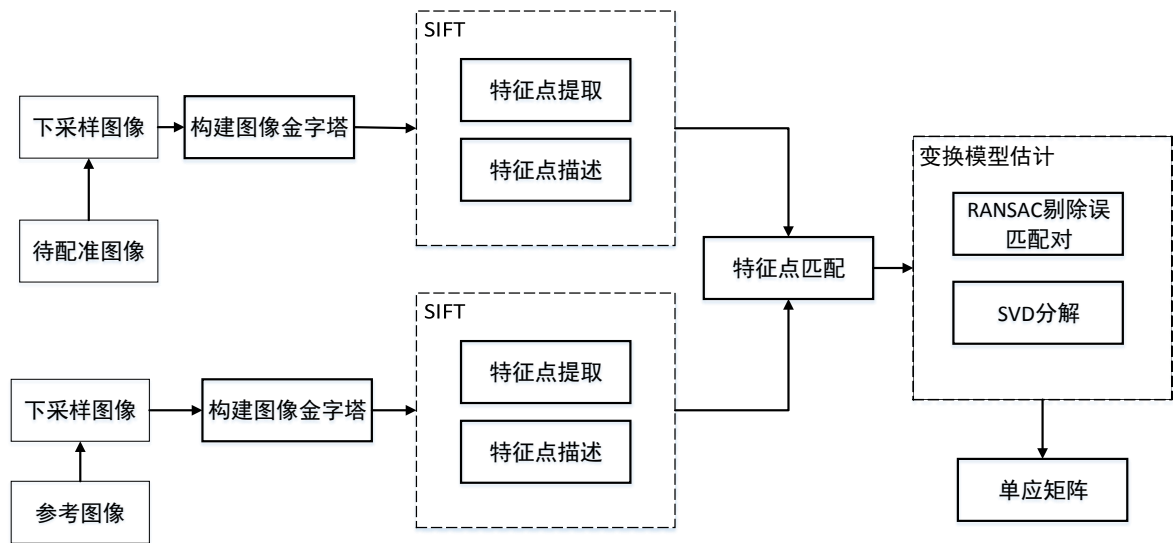 SIFT
特征点提取
下采样图像
构建图像金字塔
特征点描述
待配准图像
变换模型估计
RANSAC剔除误
匹配对
特征点匹配
SVD分解
SIFT
特征点提取
下采样图像
构建图像金字塔
特征点描述
参考图像
单应矩阵